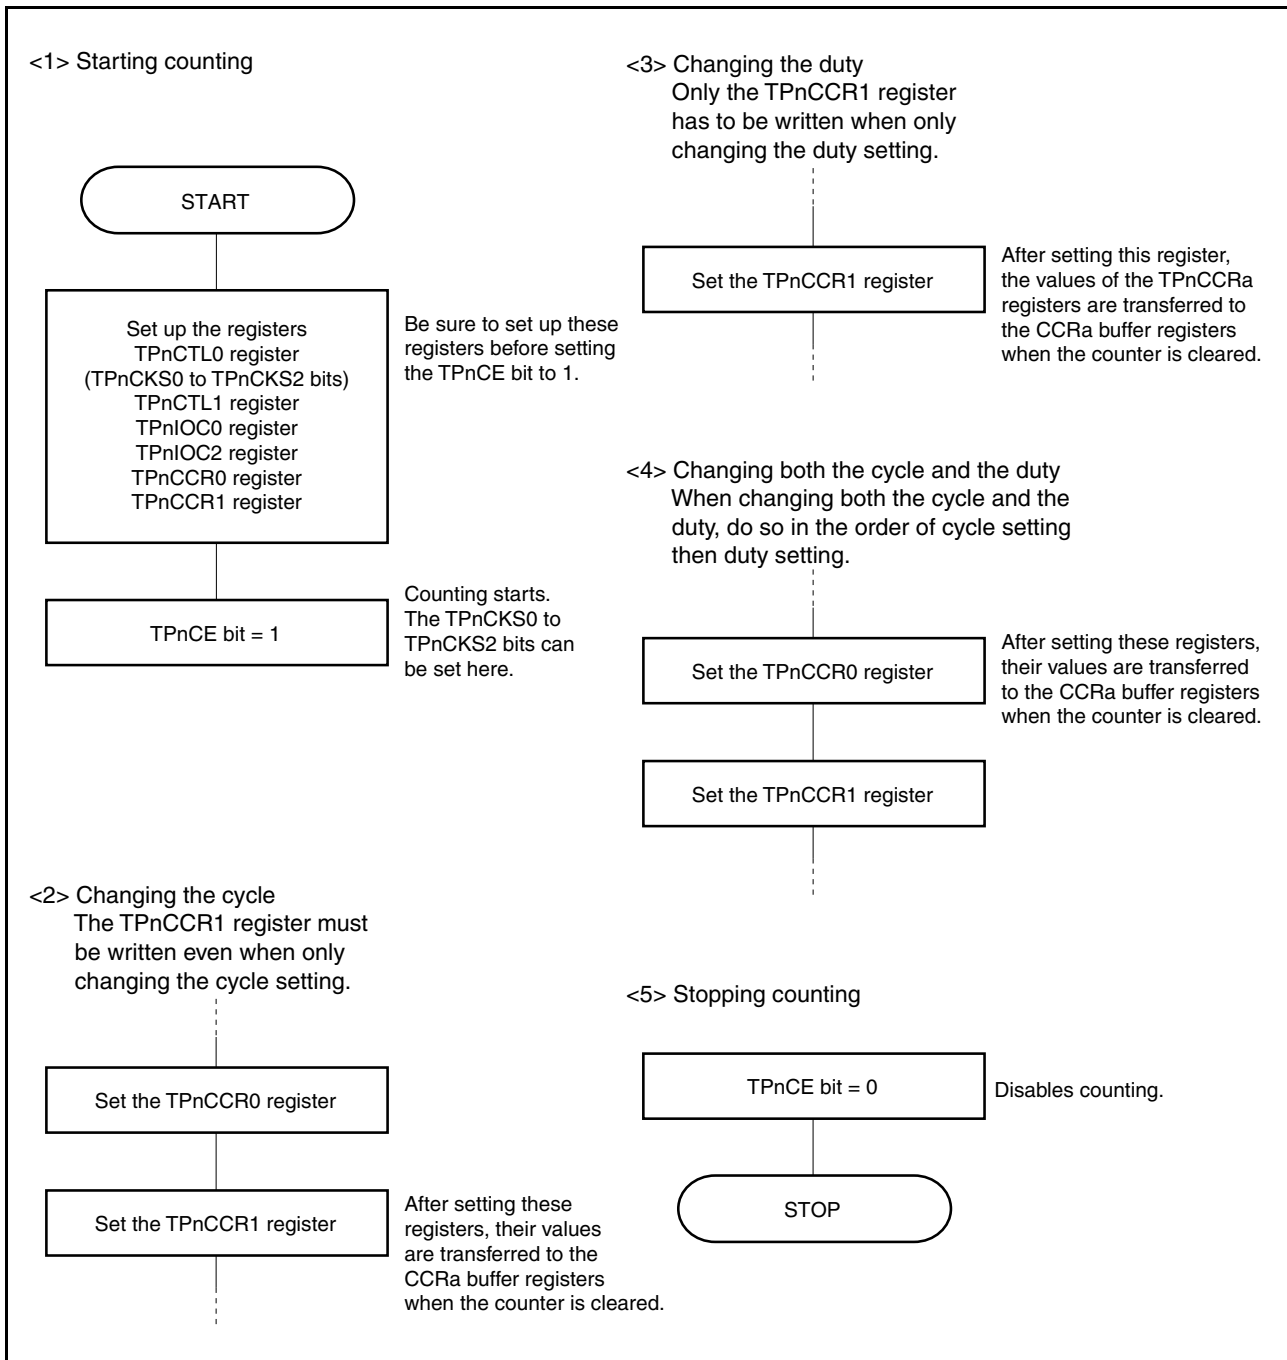 <1> Starting counting
START
Set up the registers
TPnCTL0 register
(TPnCKS0 to TPnCKS2 bits)
TPnCTL1 register
TPnIOC0 register
TPnIOC2 register
TPnCCR0 register
TPnCCR1 register
Be sure to set up these
registers before setting
the TPnCE bit to 1.
TPnCE bit = 1
Counting starts.
The TPnCKS0 to
TPnCKS2 bits can
be set here.
<2> Changing the cycle
The TPnCCR1 register must
be written even when only
changing the cycle setting.
Set the TPnCCR0 register
Set the TPnCCR1 register
After setting these
registers, their values
are transferred to the
CCRa buffer registers
when the counter is cleared.
<3> Changing the duty
Only the TPnCCR1 register
has to be written when only
changing the duty setting.
Set the TPnCCR1 register
After setting this register,
the values of the TPnCCRa
registers are transferred to
the CCRa buffer registers
when the counter is cleared.
<4> Changing both the cycle and the duty
When changing both the cycle and the
duty, do so in the order of cycle setting
then duty setting.
Set the TPnCCR0 register
After setting these registers,
their values are transferred
to the CCRa buffer registers
when the counter is cleared.
Set the TPnCCR1 register
<5> Stopping counting
TPnCE bit = 0
Disables counting.
STOP